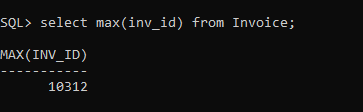 SQL> select max(inv_id) from Invoice;
MAX(INV_ID)
-----------
10312